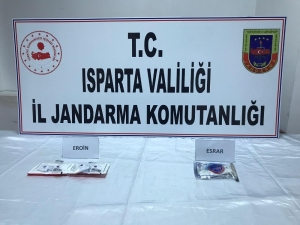 T.C.
ISPARTA VALİLİĞİ
İL JANDARMA KOMUTANLIĞI
EROİN
ESRAR